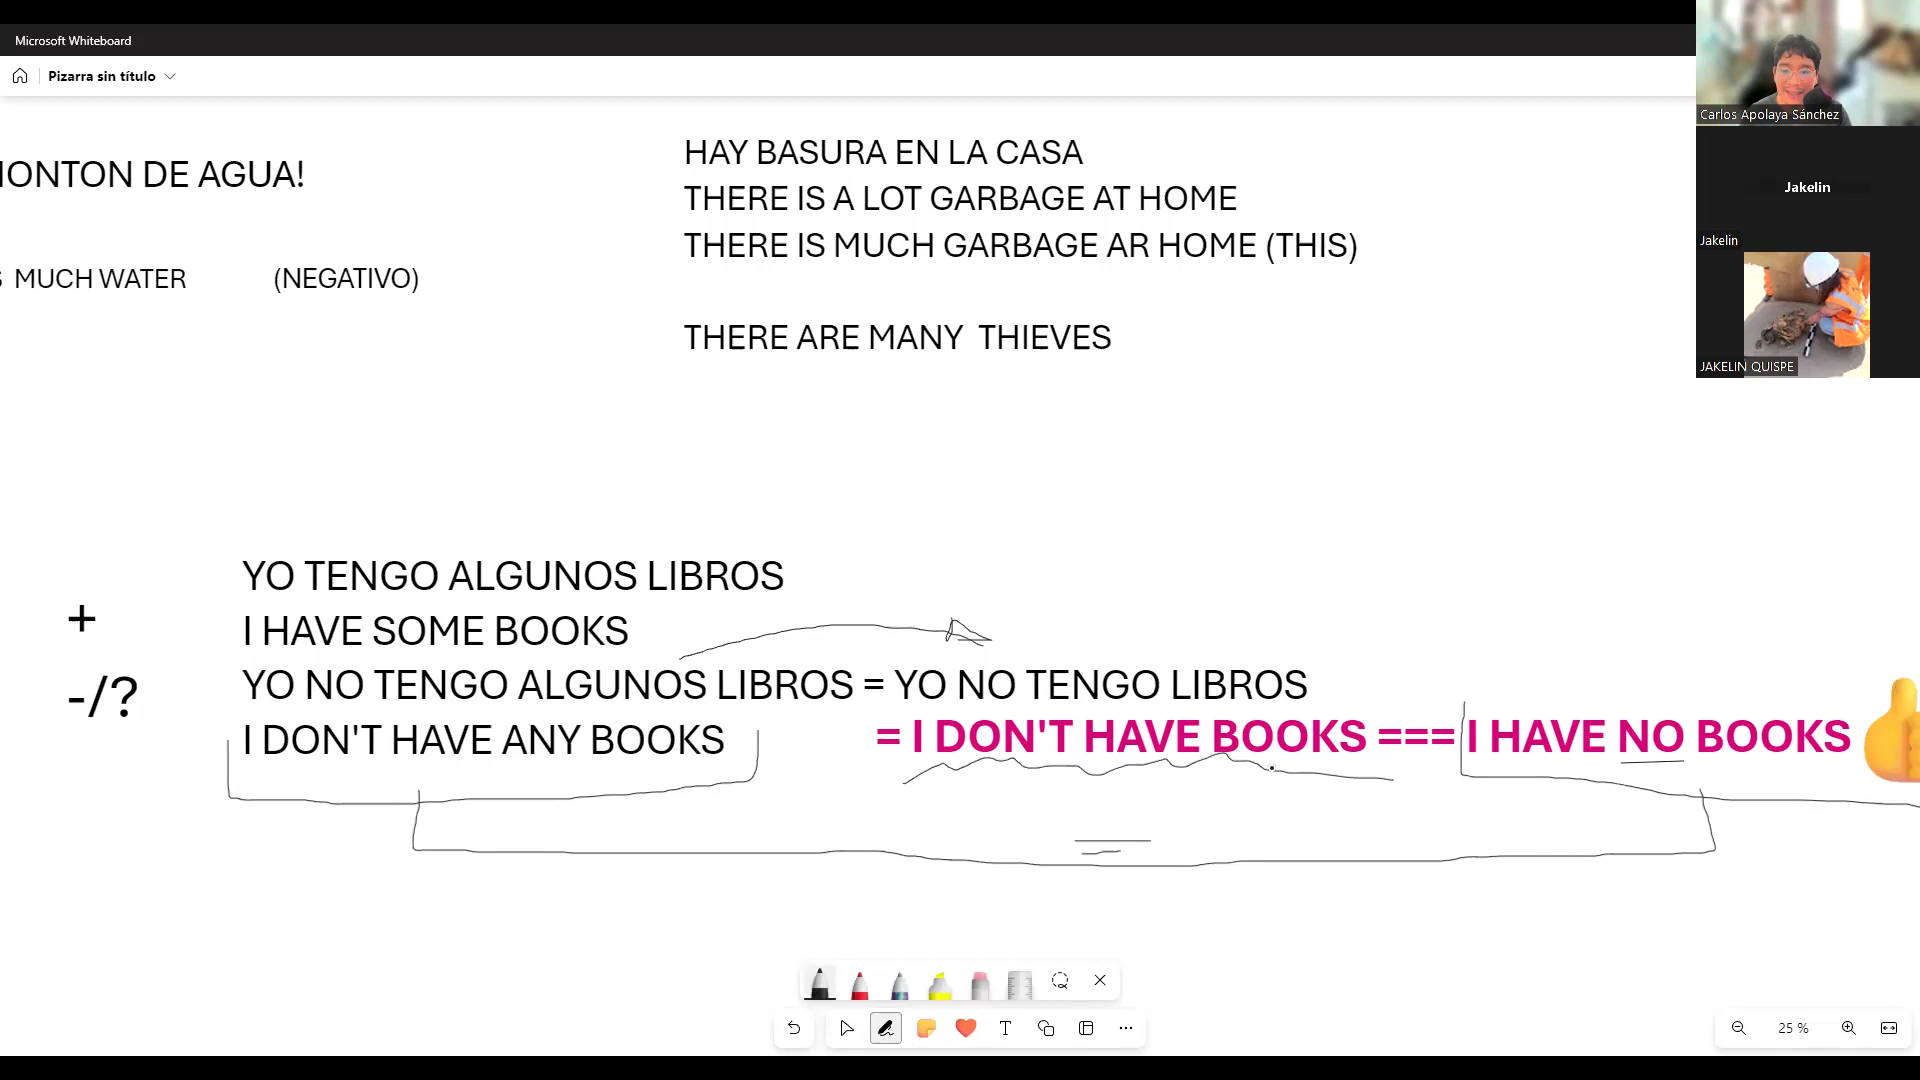 Microsoft Whiteboard
Pizarra sin título
Carlos Apolaya Sánchez
Jakelin
Jakelin
JAKELIN QUISPE
DE AGUA!
MUCH WATER (NEGATIVO)
HAY BASURA EN LA CASA
THERE IS A LOT GARBAGE AT HOME
THERE IS MUCH GARBAGE AR HOME (THIS)
THERE ARE MANY THIEVES
+
-/?
YO TENGO ALGUNOS LIBROS
I HAVE SOME BOOKS
YO NO TENGO ALGUNOS LIBROS = YO NO TENGO LIBROS
I DON'T HAVE ANY BOOKS = I DON'T HAVE BOOKS === I HAVE NO BOOKS
25 %